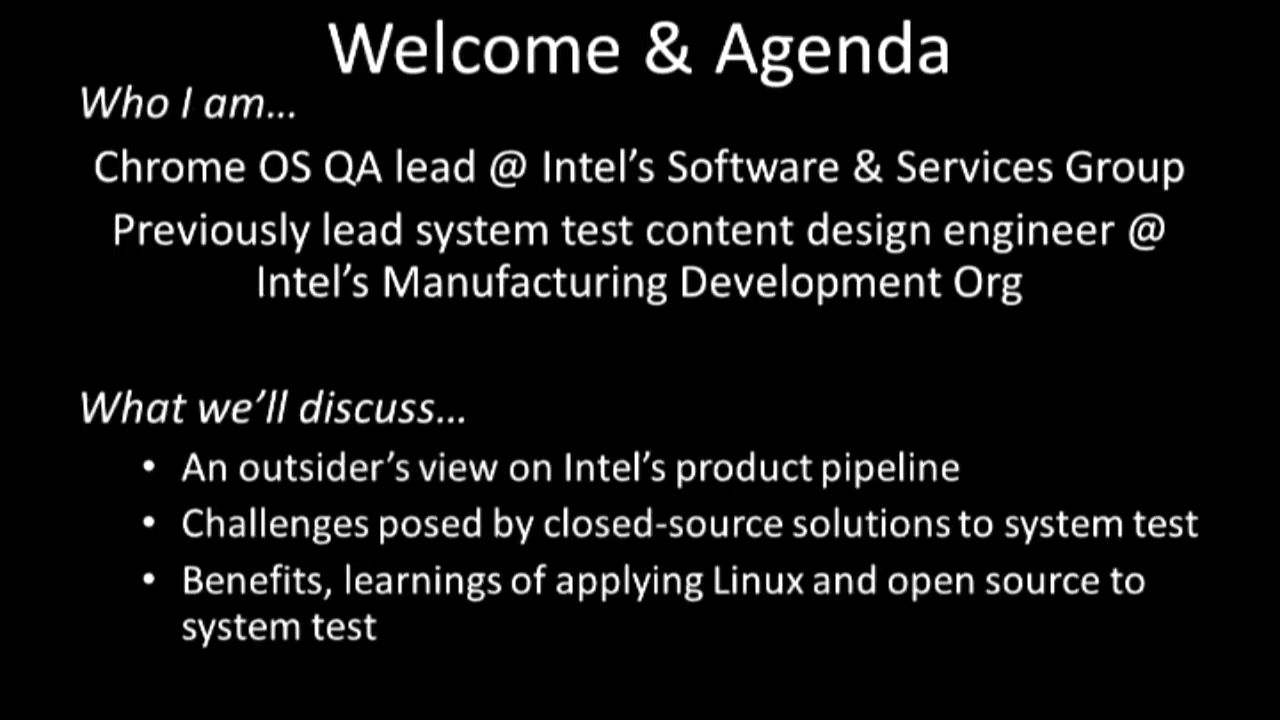 Welcome & Agenda
Who I am…
Chrome OS QA lead @ Intel’s Software & Services Group
Previously lead system test content design engineer @
Intel’s Manufacturing Development Org
What we’ll discuss…
• An outsider’s view on Intel’s product pipeline
• Challenges posed by closed-source solutions to system test
• Benefits, learnings of applying Linux and open source to
system test